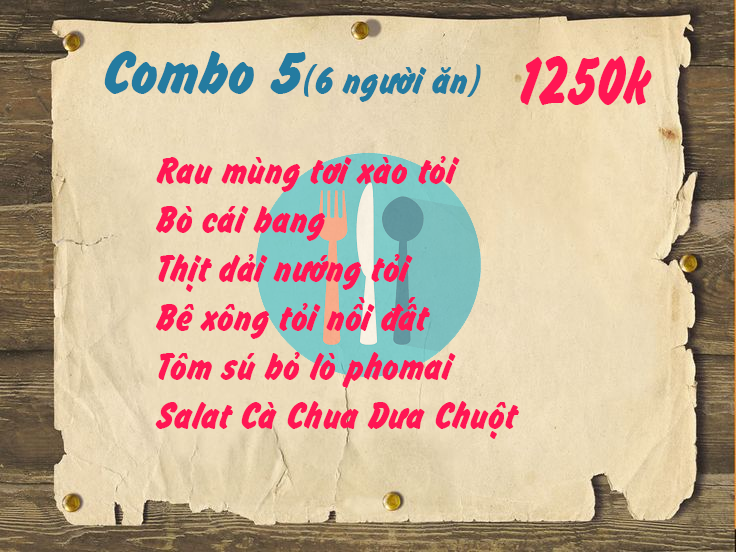 Combo 5(6 người ăn) 1250k
Rau mùng tơi xào tỏi
Bò cái bang
Thịt dải nướng tỏi
Bê xông tỏi nồi đất
Tôm sú bỏ lò phomai
Salat Cà Chua Dưa Chuột